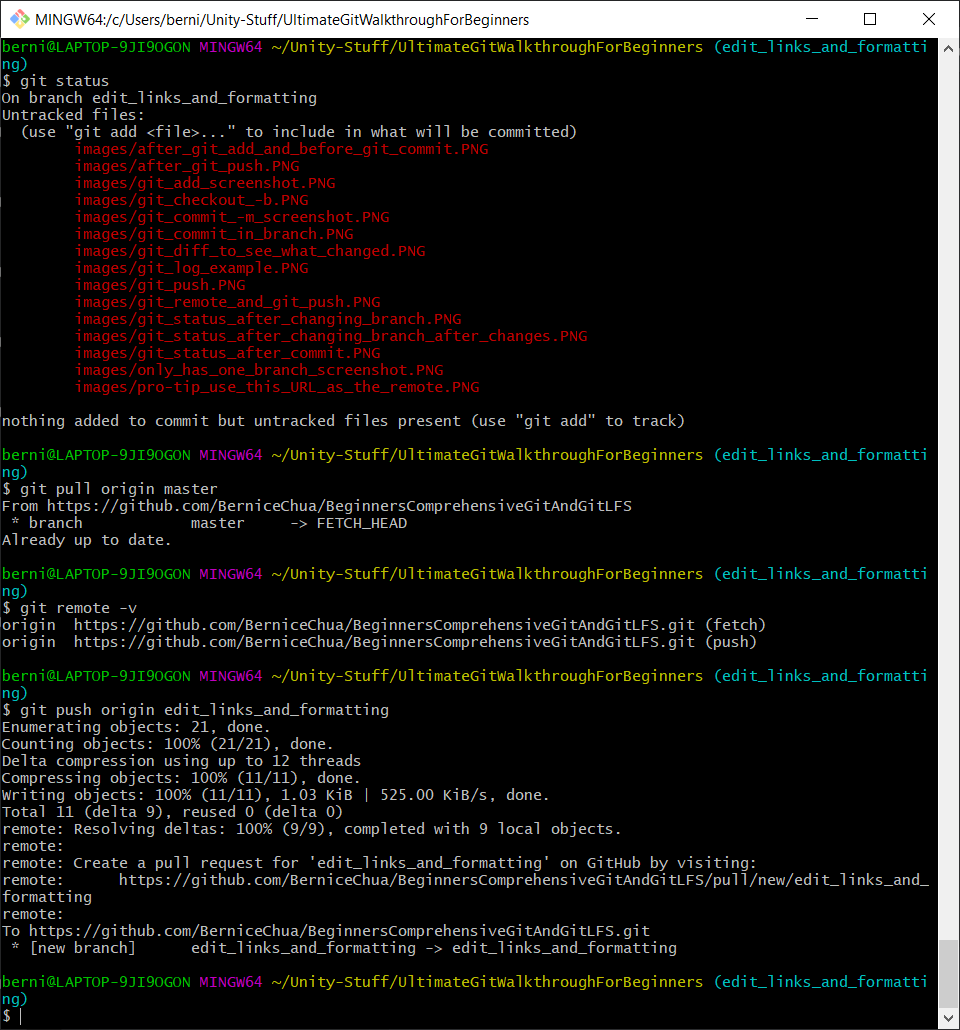 MINGW64:/c/Users/berni/Unity-Stuff/UltimateGitWalkthroughForBeginners
berni@LAPTOP-9JI9OGON MINGW64 ~/Unity-Stuff/UltimateGitWalkthroughForBeginners (edit_links_and_formatti
ng)
$ git status
On branch edit_links_and_formatting
Untracked files:
  (use "git add <file>..." to include in what will be committed)
        images/after_git_add_and_before_git_commit.PNG
        images/after_git_push.PNG
        images/git_add_screenshot.PNG
        images/git_checkout_-b.PNG
        images/git_commit_-m_screenshot.PNG
        images/git_commit_in_branch.PNG
        images/git_diff_to_see_what_changed.PNG
        images/git_log_example.PNG
        images/git_push.PNG
        images/git_remote_and_git_push.PNG
        images/git_status_after_changing_branch.PNG
        images/git_status_after_changing_branch_after_changes.PNG
        images/git_status_after_commit.PNG
        images/only_has_one_branch_screenshot.PNG
        images/pro-tip_use_this_URL_as_the_remote.PNG
nothing added to commit but untracked files present (use "git add" to track)
berni@LAPTOP-9JI9OGON MINGW64 ~/Unity-Stuff/UltimateGitWalkthroughForBeginners (edit_links_and_formatti
ng)
$ git pull origin master
From https://github.com/BerniceChua/BeginnersComprehensiveGitAndGitLFS
 * branch            master     -> FETCH_HEAD
Already up to date.
berni@LAPTOP-9JI9OGON MINGW64 ~/Unity-Stuff/UltimateGitWalkthroughForBeginners (edit_links_and_formatti
ng)
$ git remote -v
origin  https://github.com/BerniceChua/BeginnersComprehensiveGitAndGitLFS.git (fetch)
origin  https://github.com/BerniceChua/BeginnersComprehensiveGitAndGitLFS.git (push)
berni@LAPTOP-9JI9OGON MINGW64 ~/Unity-Stuff/UltimateGitWalkthroughForBeginners (edit_links_and_formatti
ng)
$ git push origin edit_links_and_formatting
Enumerating objects: 21, done.
Counting objects: 100% (21/21), done.
Delta compression using up to 12 threads
Compressing objects: 100% (11/11), done.
Writing objects: 100% (11/11), 1.03 KiB | 525.00 KiB/s, done.
Total 11 (delta 9), reused 0 (delta 0)
remote: Resolving deltas: 100% (9/9), completed with 9 local objects.
remote:
remote: Create a pull request for 'edit_links_and_formatting' on GitHub by visiting:
remote:      https://github.com/BerniceChua/BeginnersComprehensiveGitAndGitLFS/pull/new/edit_links_and_
formatting
remote:
To https://github.com/BerniceChua/BeginnersComprehensiveGitAndGitLFS.git
 * [new branch]      edit_links_and_formatting -> edit_links_and_formatting
berni@LAPTOP-9JI9OGON MINGW64 ~/Unity-Stuff/UltimateGitWalkthroughForBeginners (edit_links_and_formatti
ng)
$